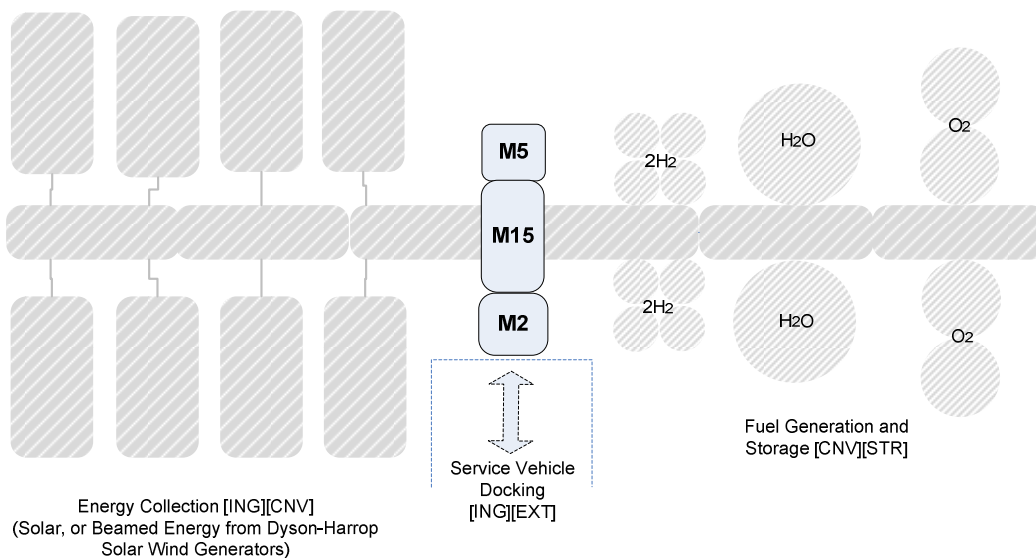 M5
M15
M2
2H2
H2O
O2
2H2
H2O
O2
Service Vehicle
Docking
[ING][EXT]
Fuel Generation and
Storage [CNV][STR]
Energy Collection [ING][CNV]
(Solar, or Beamed Energy from Dyson-Harrop
Solar Wind Generators)